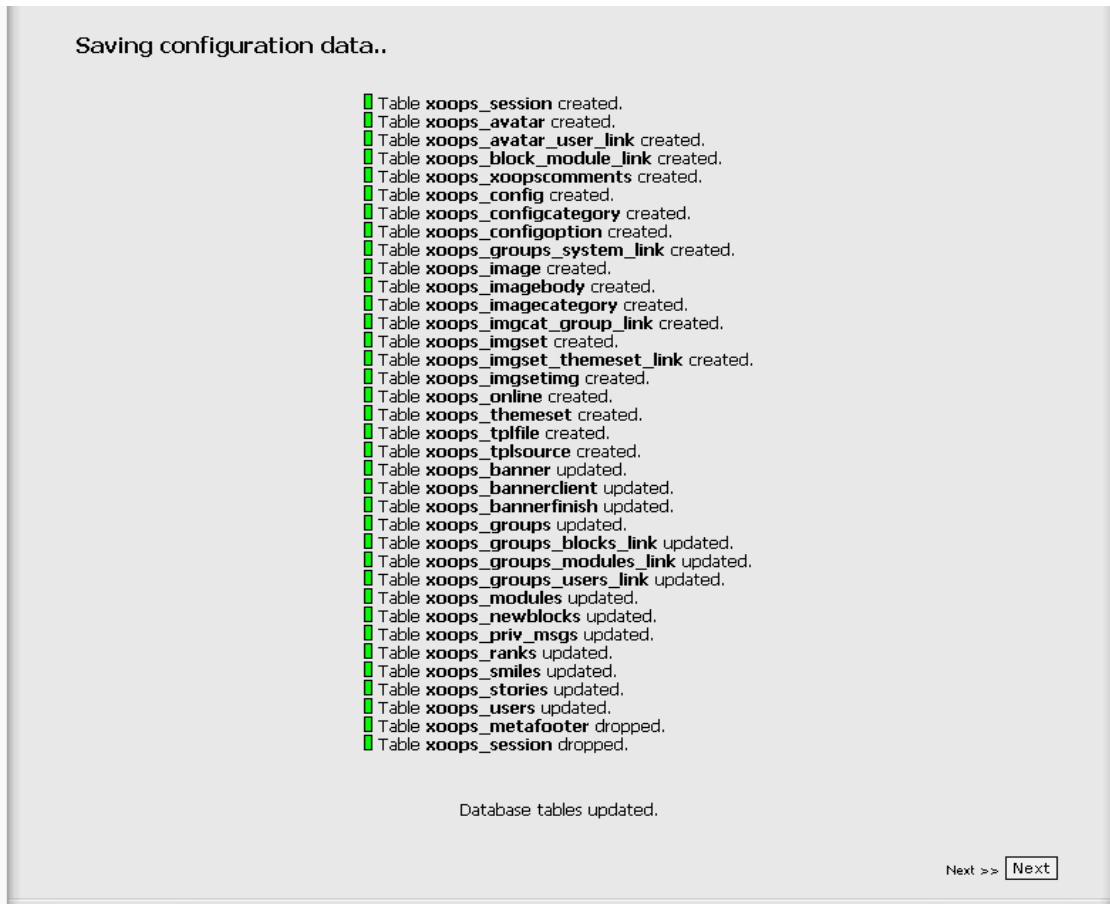 Saving configuration data..
Table xoops_session created.
Table xoops_avatar created.
Table xoops_avatar_user_link created.
Table xoops_block_module_link created.
Table xoops_xoopscomments created.
Table xoops_config created.
Table xoops_configcategory created.
Table xoops_configoption created.
Table xoops_groups_system_link created.
Table xoops_image created.
Table xoops_imagebody created.
Table xoops_imagecategory created.
Table xoops_imgcat_group_link created.
Table xoops_imgset created.
Table xoops_imgset_themeset_link created.
Table xoops_imgsetimg created.
Table xoops_online created.
Table xoops_themeset created.
Table xoops_tplfile created.
Table xoops_tplsource created.
Table xoops_banner updated.
Table xoops_bannerclient updated.
Table xoops_bannerfinish updated.
Table xoops_groups updated.
Table xoops_groups_blocks_link updated.
Table xoops_groups_modules_link updated.
Table xoops_groups_users_link updated.
Table xoops_modules updated.
Table xoops_newblocks updated.
Table xoops_priv_msgs updated.
Table xoops_ranks updated.
Table xoops_smiles updated.
Table xoops_stories updated.
Table xoops_users updated.
Table xoops_metafooter dropped.
Table xoops_session dropped.
Database tables updated.
Next >> Next